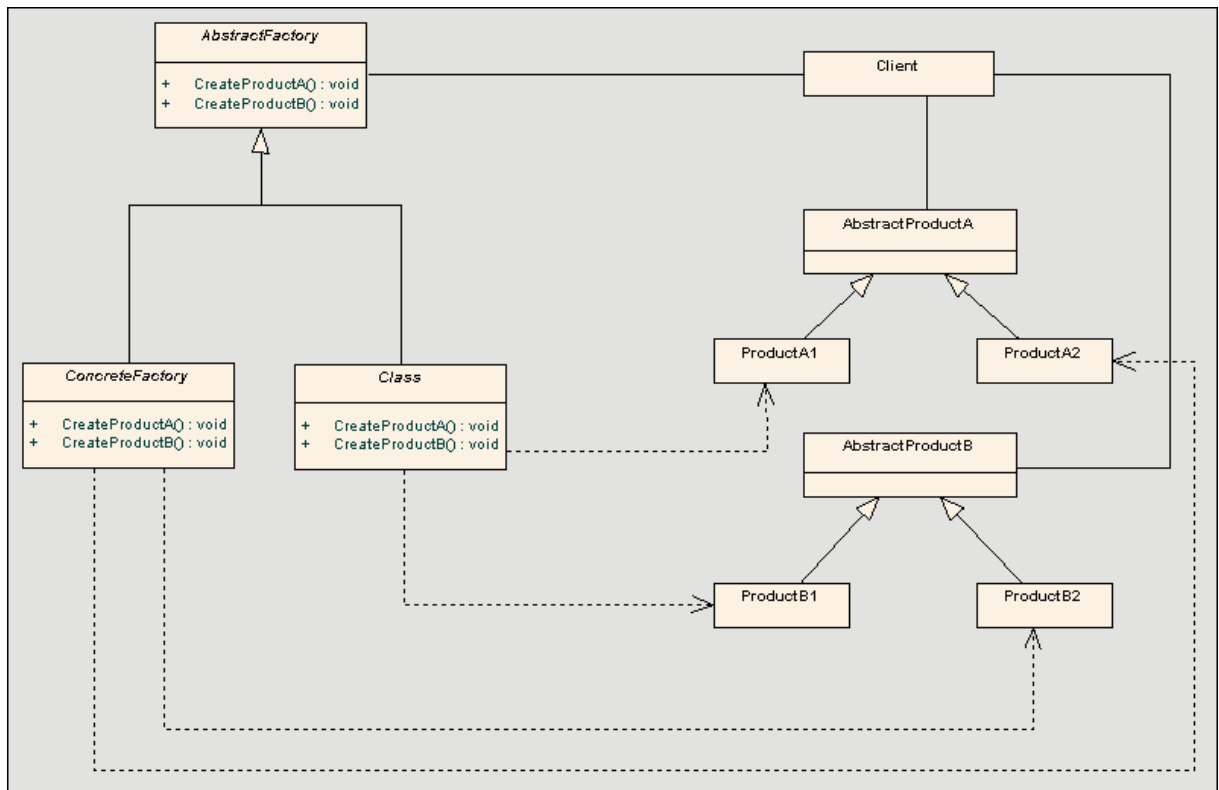 AbstractFactory
+ CreateProductA() : void
+ CreateProductB() : void
Client
AbstractProductA
ProductA1
ProductA2
ConcreteFactory
+ CreateProductA() : void
+ CreateProductB() : void
Class
+ CreateProductA() : void
+ CreateProductB() : void
AbstractProductB
ProductB1
ProductB2